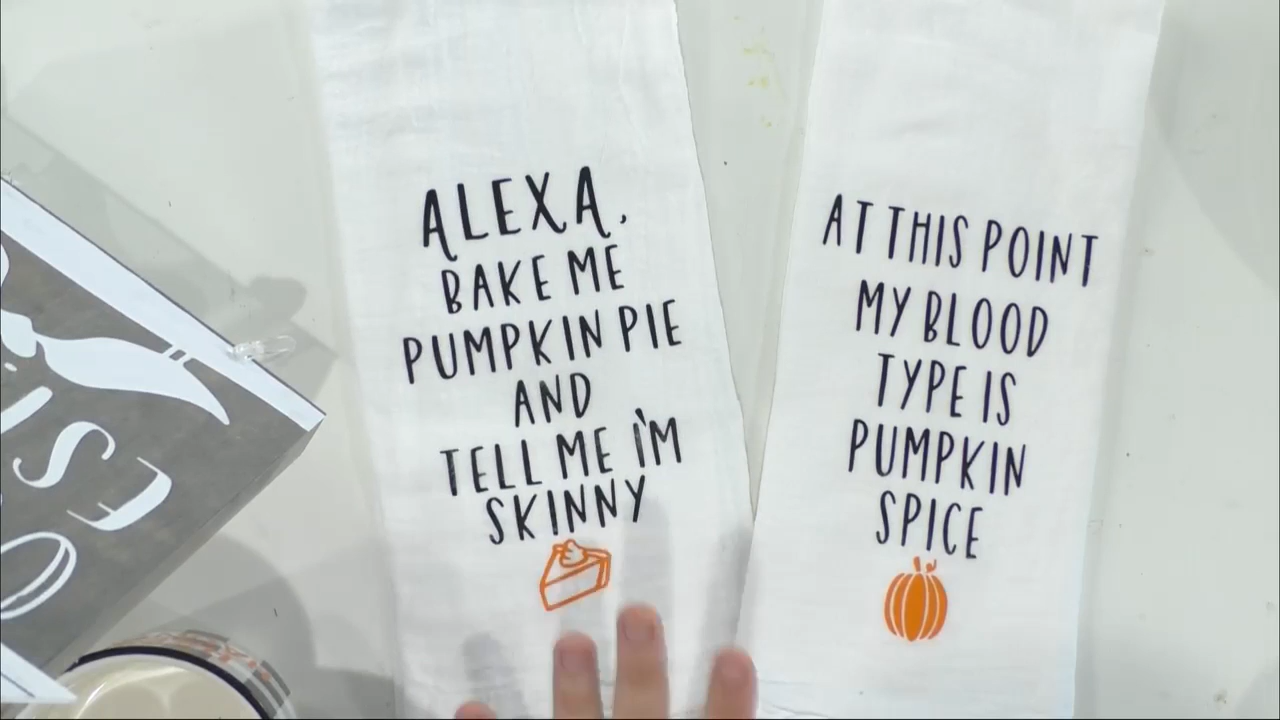 ALEXA,
BAKE ME
PUMPKIN PIE
AND
TELL ME I'M
SKINNY
AT THIS POINT
MY BLOOD
TYPE IS
PUMPKIN
SPICE